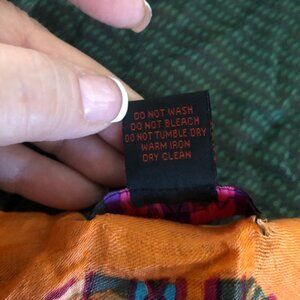 DO NOT WASH
DO NOT BLEACH
DO NOT TUMBLE DRY
WARM IRON
DRY CLEAN